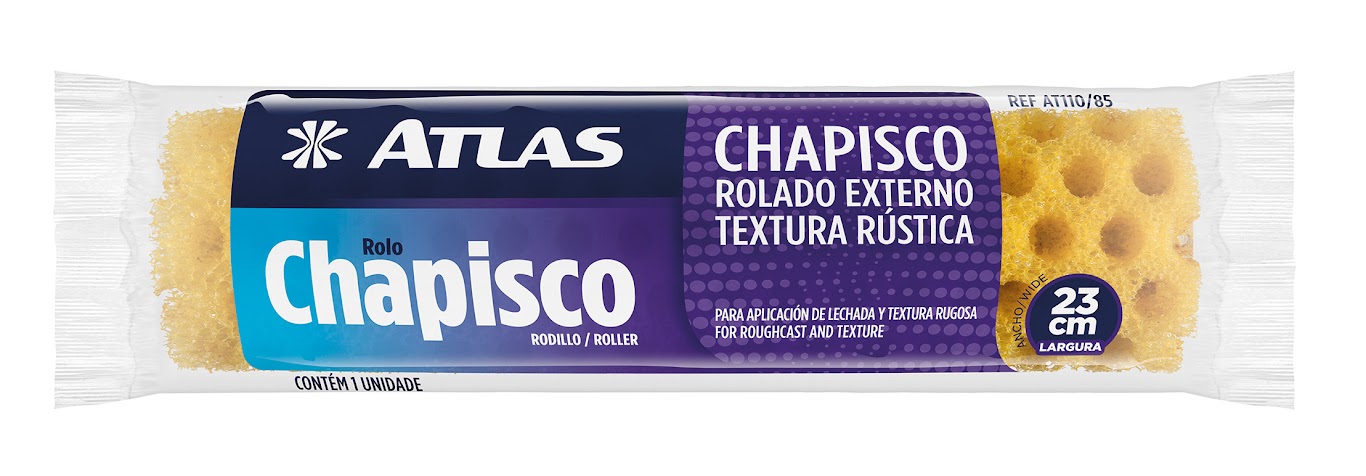 ATLAS
Rolo
Chapisco
RODILLO / ROLLER
CONTÉM 1 UNIDADE
CHAPISCO
ROLADO EXTERNO
TEXTURA RÚSTICA
PARA APLICACIÓN DE LECHADA Y TEXTURA RUGOSA
FOR ROUGHCAST AND TEXTURE
REF AT110/85
ANCHO/WIDE
23
cm
LARGURA